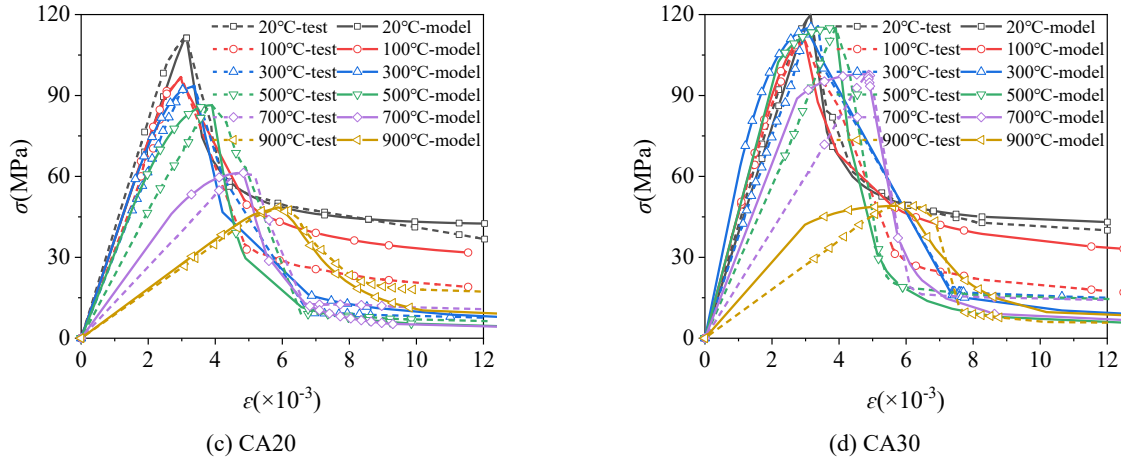 120
90
60
30
0
σ(MPa)
20℃-test 20℃-model
100℃-test 100℃-model
300℃-test 300℃-model
500℃-test 500℃-model
700℃-test 700℃-model
900℃-test 900℃-model
0 2 4 6 8 10 12
ε(×10⁻³)
(c) CA20
120
90
60
30
0
σ(MPa)
20℃-test 20℃-model
100℃-test 100℃-model
300℃-test 300℃-model
500℃-test 500℃-model
700℃-test 700℃-model
900℃-test 900℃-model
0 2 4 6 8 10 12
ε(×10⁻³)
(d) CA30